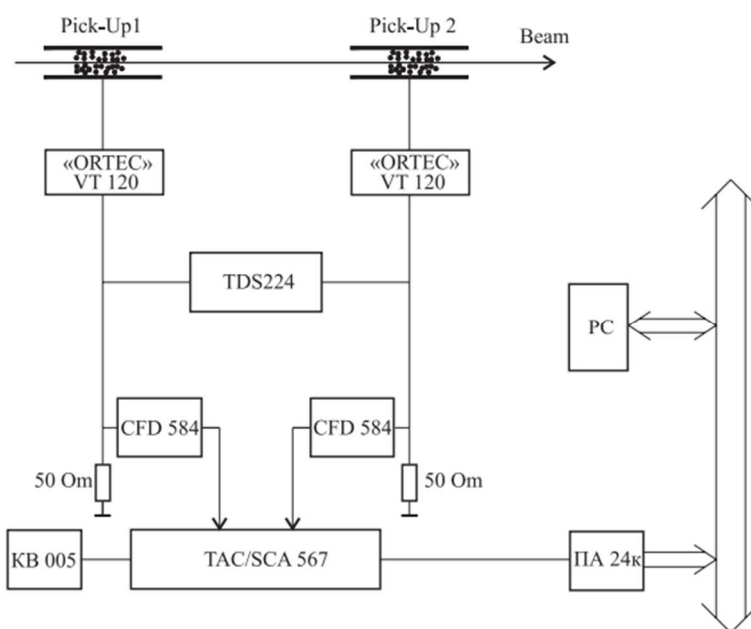 Pick-Up1
Pick-Up 2
Beam
«ORTEC»
VT 120
«ORTEC»
VT 120
TDS224
PC
CFD 584
CFD 584
50 Om
50 Om
КВ 005
TAC/SCA 567
ПА 24к